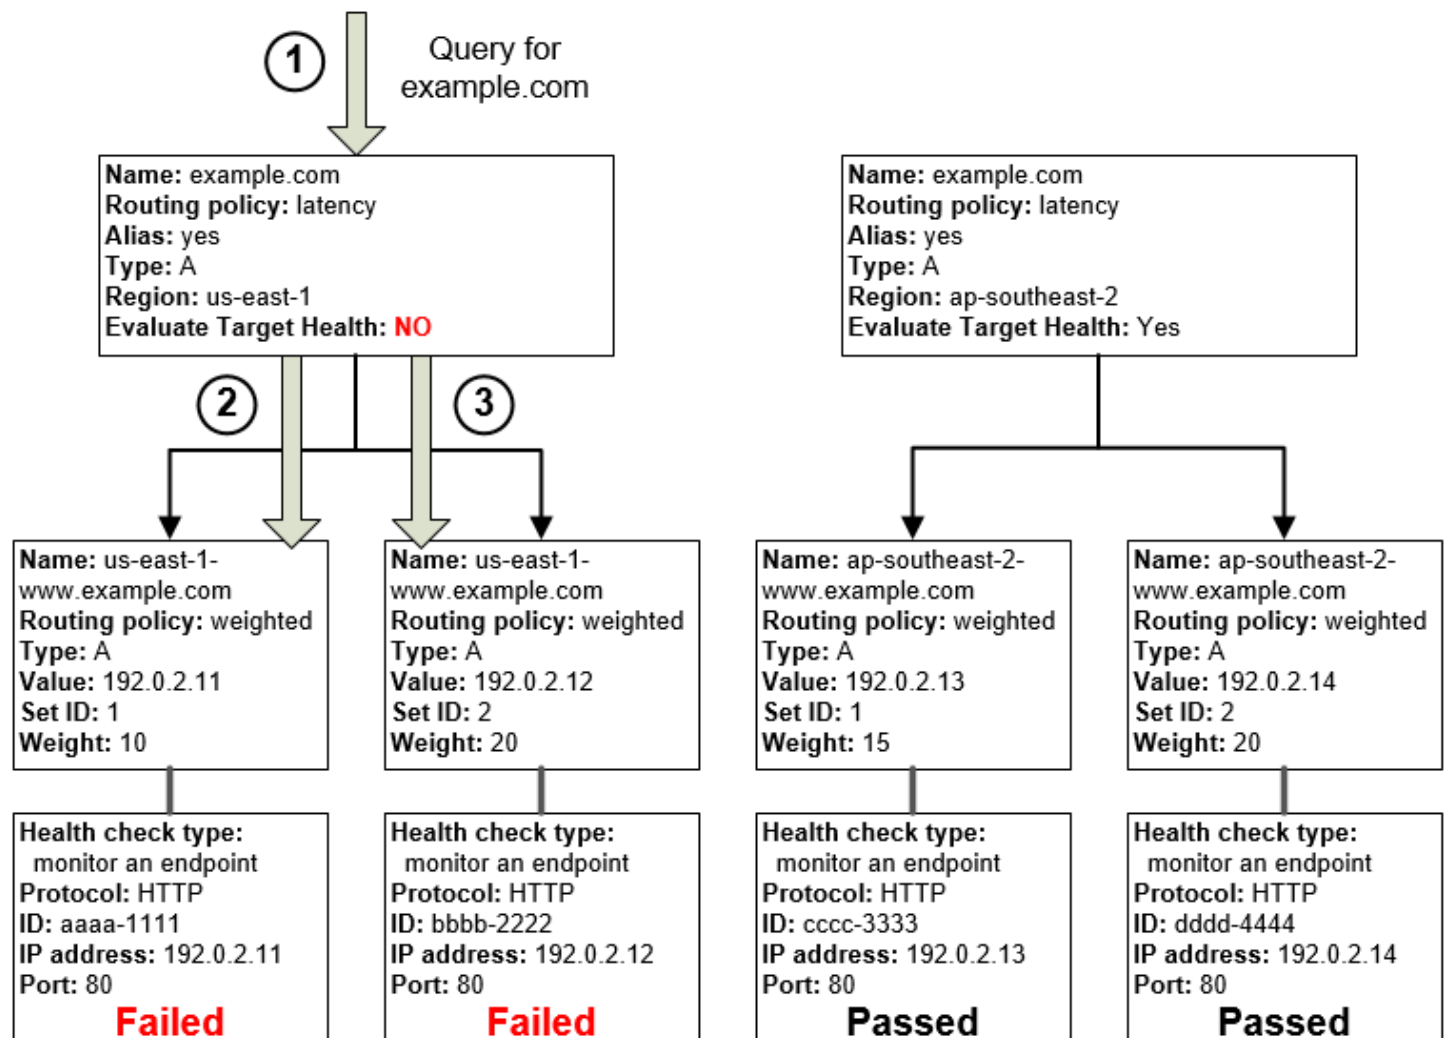 1
Query for
example.com
Name: example.com
Routing policy: latency
Alias: yes
Type: A
Region: us-east-1
Evaluate Target Health: NO
Name: example.com
Routing policy: latency
Alias: yes
Type: A
Region: ap-southeast-2
Evaluate Target Health: Yes
2
3
Name: us-east-1-
www.example.com
Routing policy: weighted
Type: A
Value: 192.0.2.11
Set ID: 1
Weight: 10
Name: us-east-1-
www.example.com
Routing policy: weighted
Type: A
Value: 192.0.2.12
Set ID: 2
Weight: 20
Name: ap-southeast-2-
www.example.com
Routing policy: weighted
Type: A
Value: 192.0.2.13
Set ID: 1
Weight: 15
Name: ap-southeast-2-
www.example.com
Routing policy: weighted
Type: A
Value: 192.0.2.14
Set ID: 2
Weight: 20
Health check type:
monitor an endpoint
Protocol: HTTP
ID: aaaa-1111
IP address: 192.0.2.11
Port: 80
Failed
Health check type:
monitor an endpoint
Protocol: HTTP
ID: bbbb-2222
IP address: 192.0.2.12
Port: 80
Failed
Health check type:
monitor an endpoint
Protocol: HTTP
ID: cccc-3333
IP address: 192.0.2.13
Port: 80
Passed
Health check type:
monitor an endpoint
Protocol: HTTP
ID: dddd-4444
IP address: 192.0.2.14
Port: 80
Passed